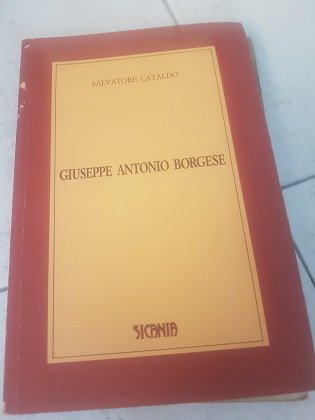 SALVATORE CATALDO
GIUSEPPE ANTONIO BORGESE
SICANIA